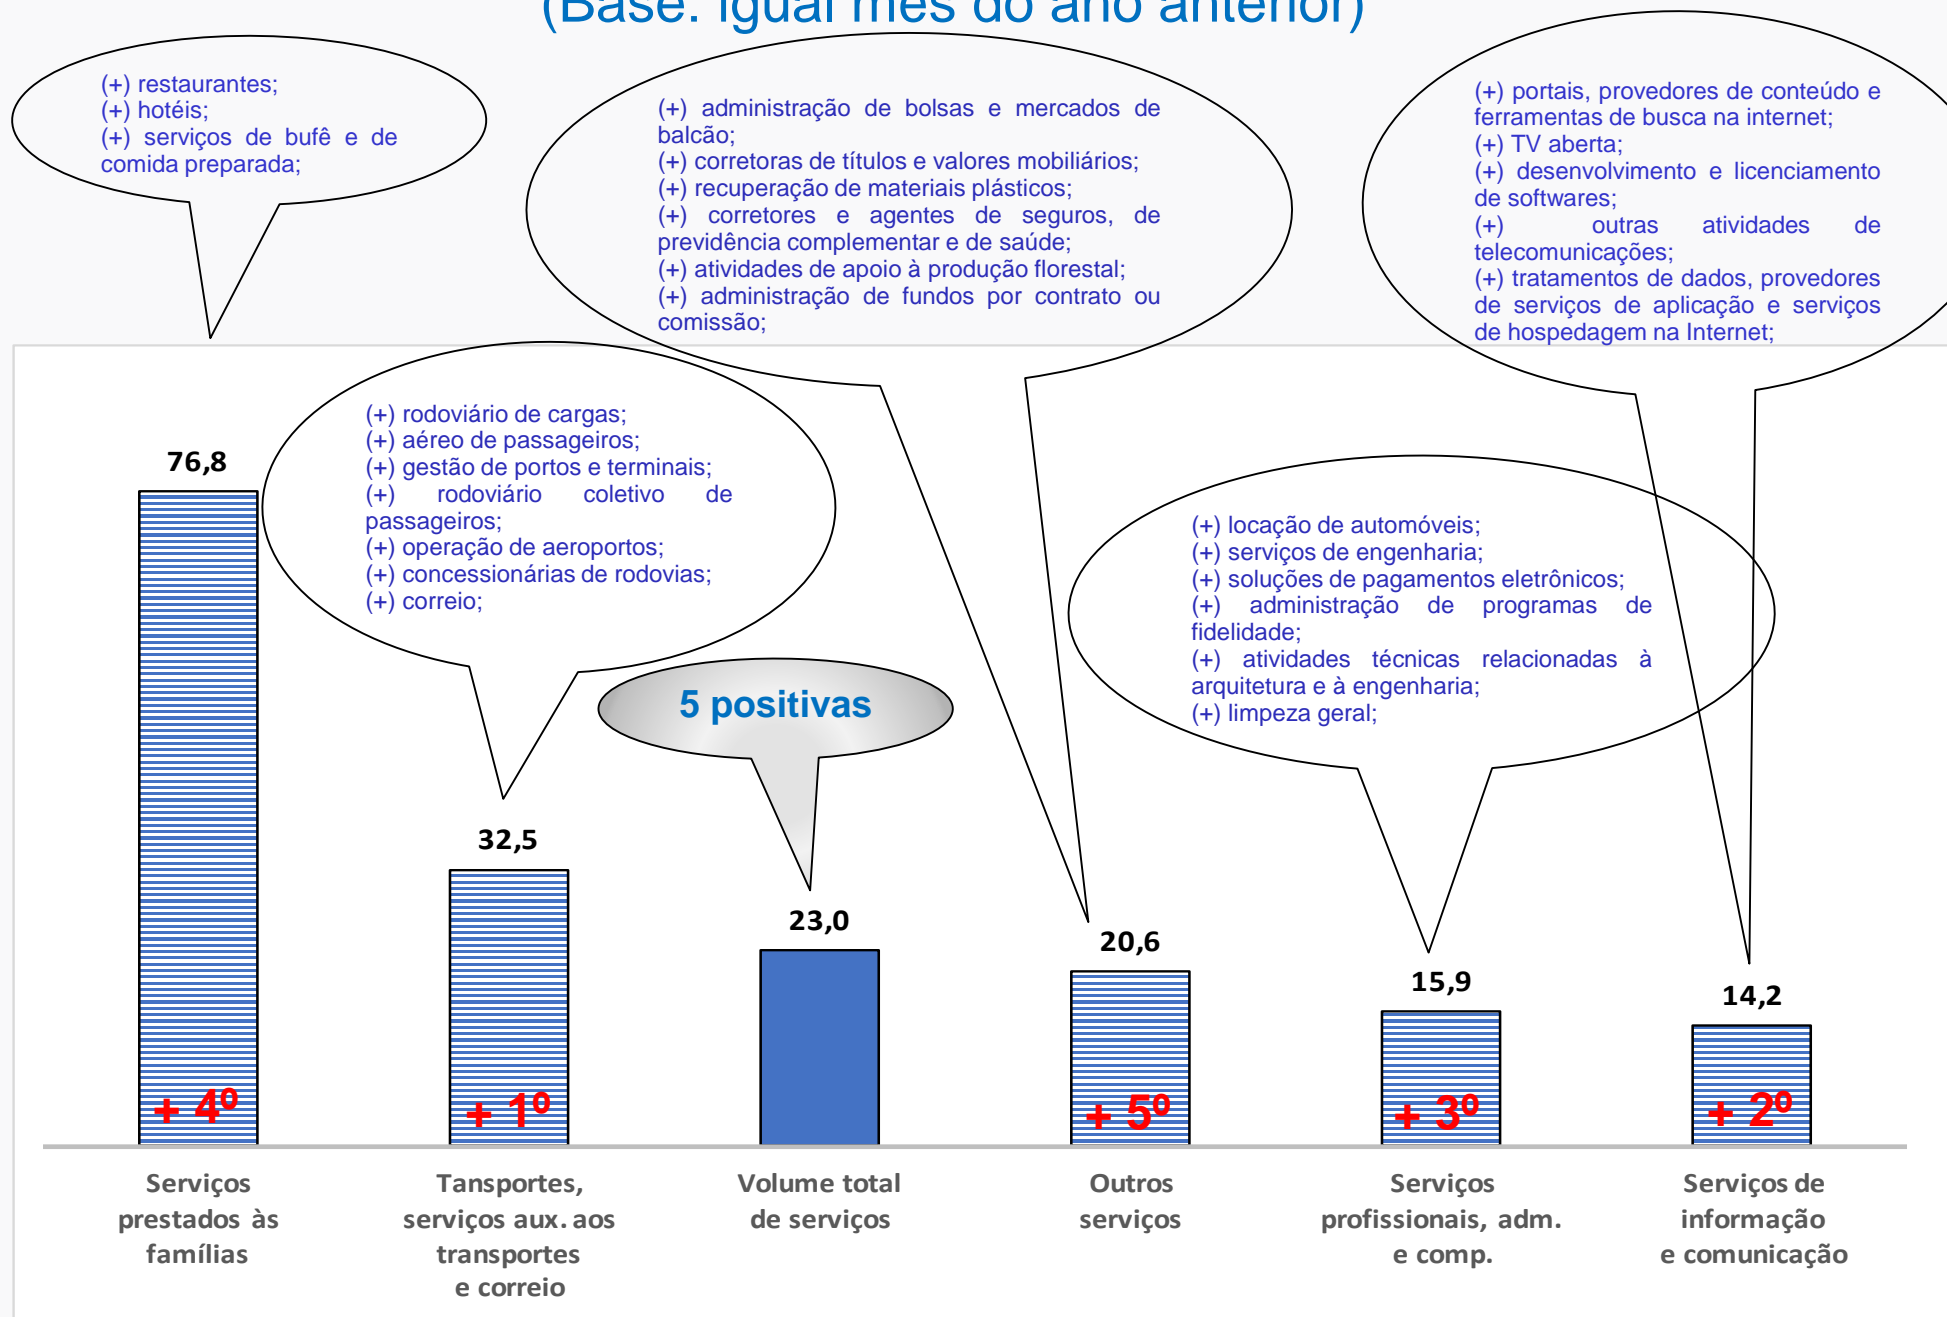 (Base: igual mês do ano anterior)
(+) restaurantes;
(+) hotéis;
(+) serviços de bufê e de
comida preparada;
(+) administração de bolsas e mercados de
balcão;
(+) corretoras de títulos e valores mobiliários;
(+) recuperação de materiais plásticos;
(+) corretores e agentes de seguros, de
previdência complementar e de saúde;
(+) atividades de apoio à produção florestal;
(+) administração de fundos por contrato ou
comissão;
(+) portais, provedores de conteúdo e
ferramentas de busca na internet;
(+) TV aberta;
(+) desenvolvimento e licenciamento
de softwares;
(+) outras atividades de
telecomunicações;
(+) tratamentos de dados, provedores
de serviços de aplicação e serviços
de hospedagem na Internet;
(+) rodoviário de cargas;
(+) aéreo de passageiros;
(+) gestão de portos e terminais;
(+) rodoviário coletivo de
passageiros;
(+) operação de aeroportos;
(+) concessionárias de rodovias;
(+) correio;
(+) locação de automóveis;
(+) serviços de engenharia;
(+) soluções de pagamentos eletrônicos;
(+) administração de programas de
fidelidade;
(+) atividades técnicas relacionadas à
arquitetura e à engenharia;
(+) limpeza geral;
5 positivas
76,8
32,5
23,0
20,6
15,9
14,2
+ 4º
+ 1º
+ 5º
+ 3º
+ 2º
Serviços
prestados às
famílias
Tansportes,
serviços aux. aos
transportes
e correio
Volume total
de serviços
Outros
serviços
Serviços
profissionais, adm.
e comp.
Serviços de
informação
e comunicação